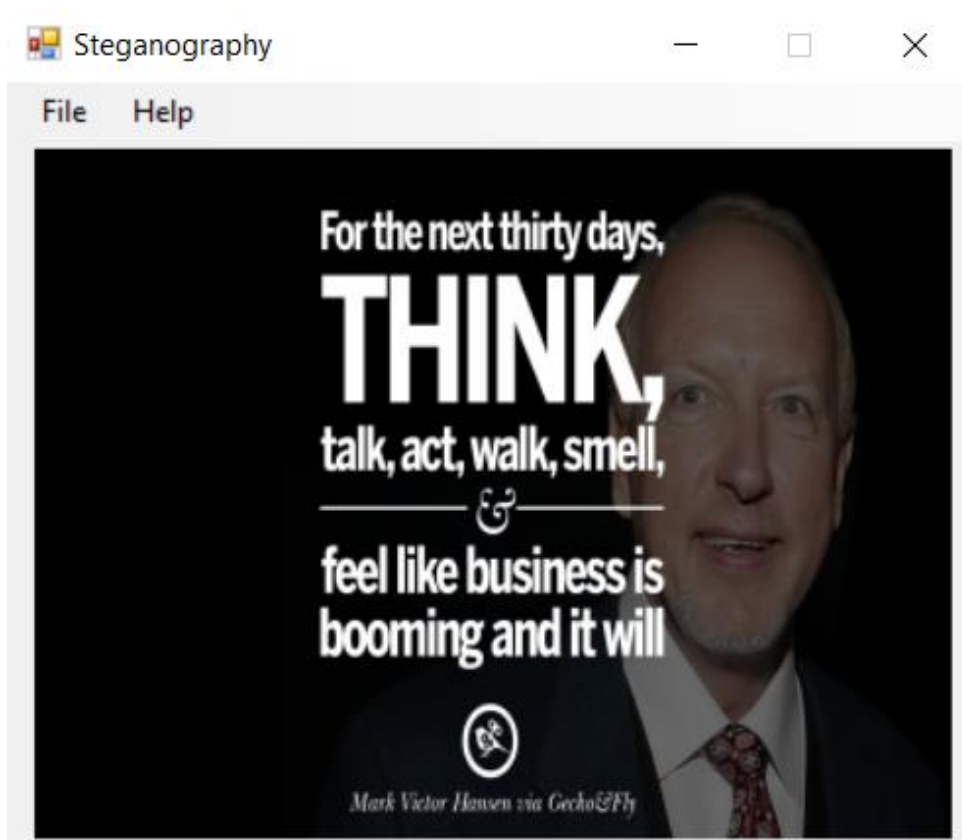 Steganography
File Help
For the next thirty days,
THINK,
talk, act, walk, smell,
&
feel like business is
booming and it will
Mark Victor Hansen via Gecko&Fly